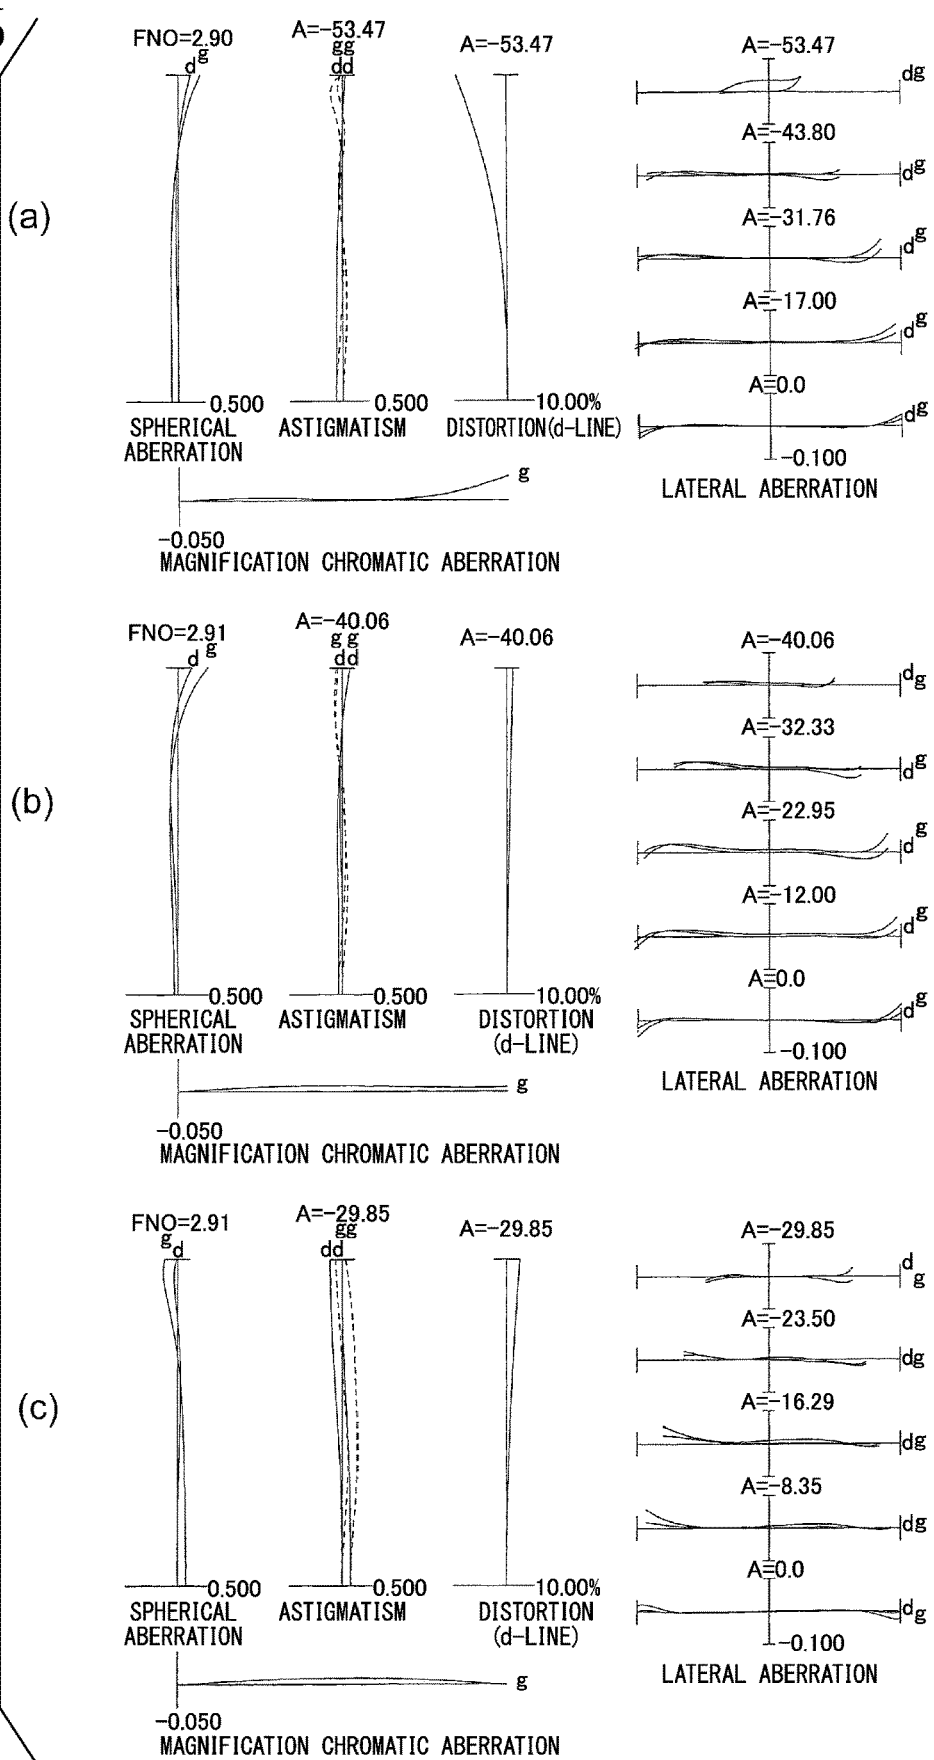 (a)
FNO=2.90
d g
0.500
SPHERICAL
ABERRATION
A=-53.47
gg
dd
0.500
ASTIGMATISM
A=-53.47
10.00%
DISTORTION(d-LINE)
g
-0.050
MAGNIFICATION CHROMATIC ABERRATION
A=-53.47
dg
A=-43.80
dg
A=-31.76
dg
A=-17.00
dg
A=0.0
dg
-0.100
LATERAL ABERRATION
(b)
FNO=2.91
d g
0.500
SPHERICAL
ABERRATION
A=-40.06
g g
dd
0.500
ASTIGMATISM
A=-40.06
10.00%
DISTORTION
(d-LINE)
g
-0.050
MAGNIFICATION CHROMATIC ABERRATION
A=-40.06
dg
A=-32.33
dg
A=-22.95
dg
A=-12.00
dg
A=0.0
dg
-0.100
LATERAL ABERRATION
(c)
FNO=2.91
g d
0.500
SPHERICAL
ABERRATION
A=-29.85
gg
dd
0.500
ASTIGMATISM
A=-29.85
10.00%
DISTORTION
(d-LINE)
g
-0.050
MAGNIFICATION CHROMATIC ABERRATION
A=-29.85
d g
A=-23.50
dg
A=-16.29
dg
A=-8.35
dg
A=0.0
dg
-0.100
LATERAL ABERRATION